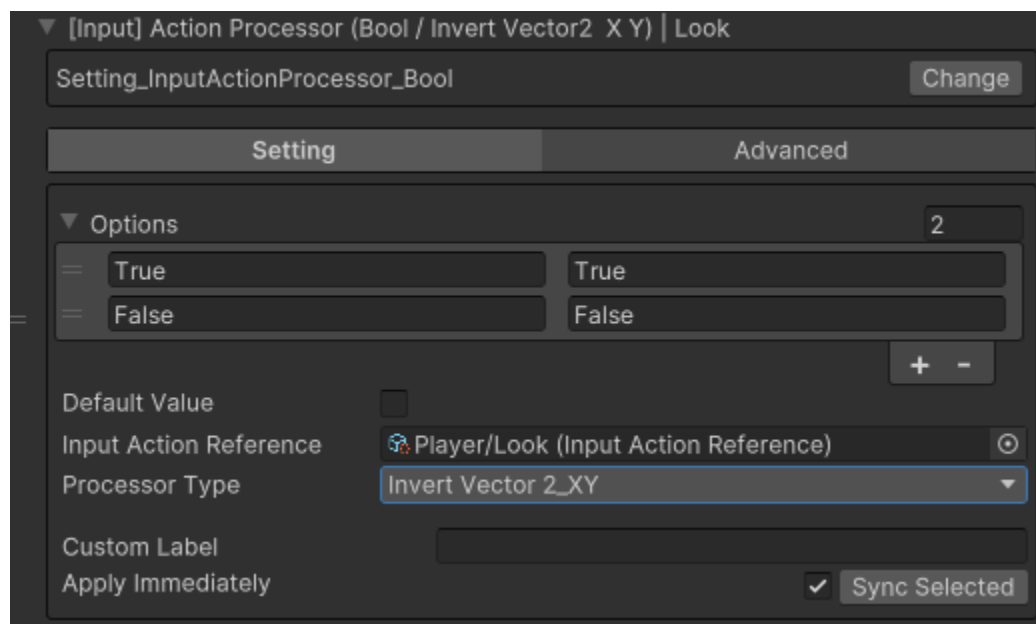 [Input] Action Processor (Bool / Invert Vector2 X Y) | Look
Setting_InputActionProcessor_Bool Change
Setting Advanced
Options 2
True True
False False
+ -
Default Value
Input Action Reference Player/Look (Input Action Reference)
Processor Type Invert Vector 2_XY
Custom Label
Apply Immediately Sync Selected